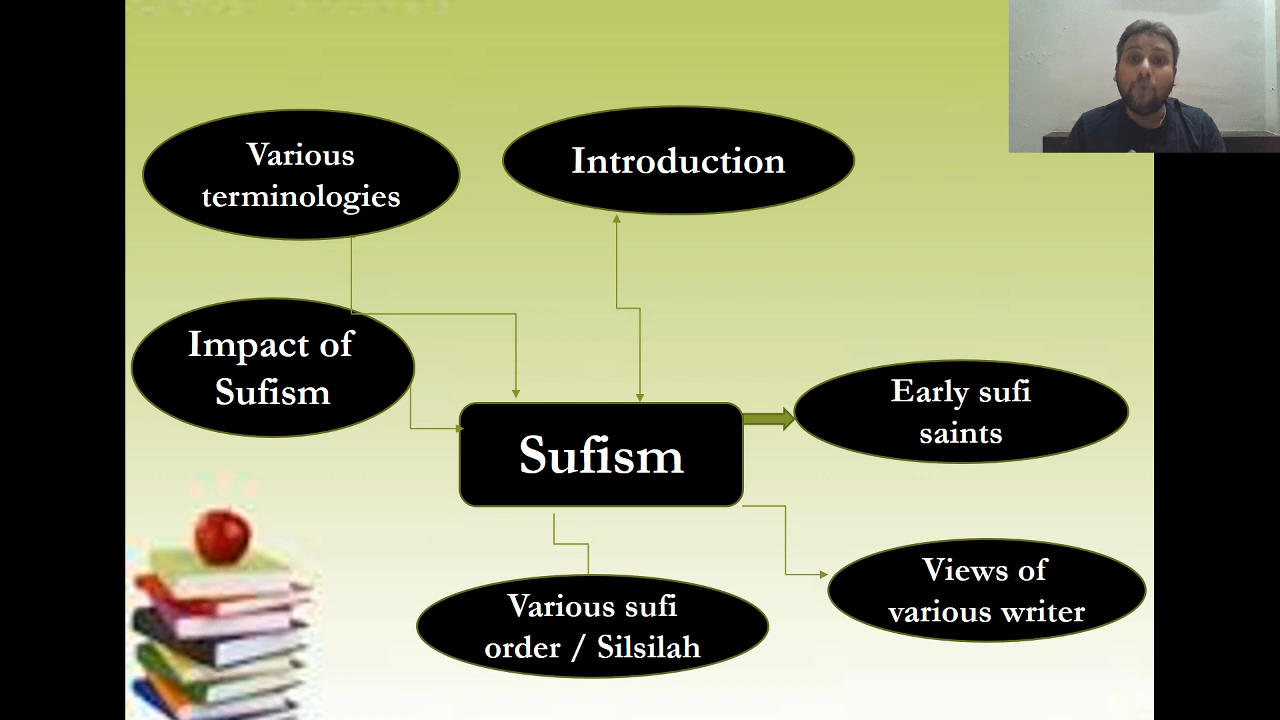 Various
terminologies
Introduction
Impact of
Sufism
Sufism
Early sufi
saints
Views of
various writer
Various sufi
order / Silsilah